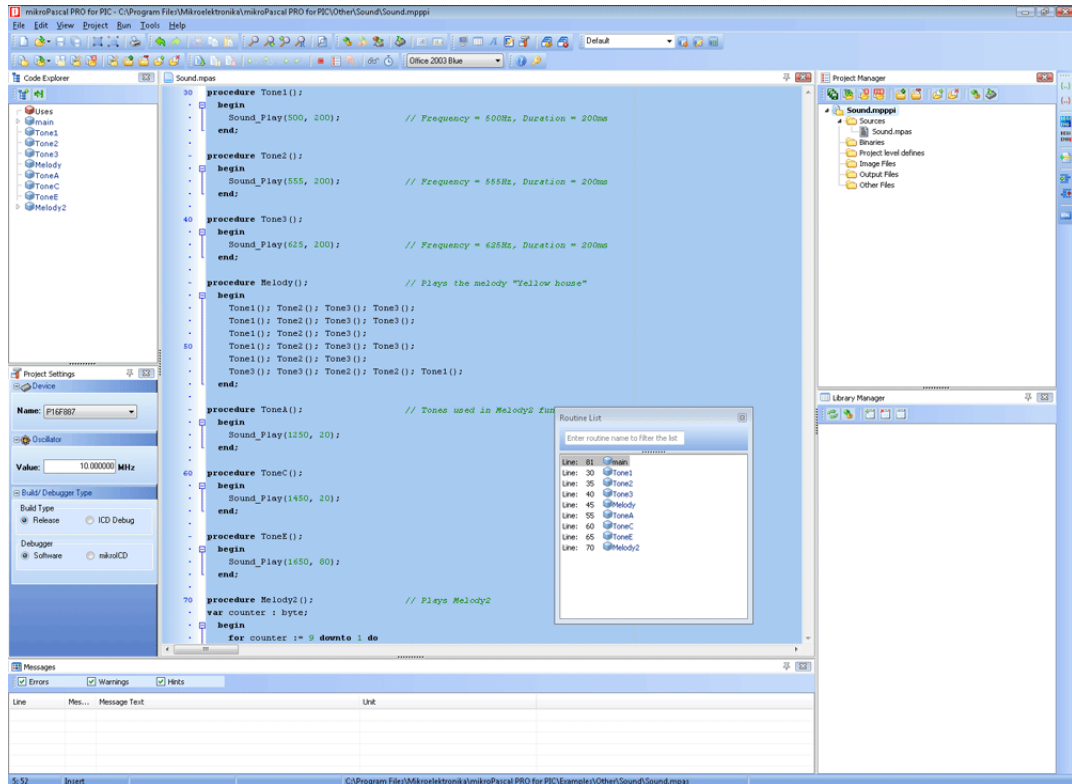 mikroPascal PRO for PIC - C:\Program Files\Mikroelektronika\mikroPascal PRO for PIC\Other\Sound\Sound.mpppi
File Edit View Project Run Tools Help
Default
Office 2003 Blue
Code Explorer
Uses
main
Tone1
Tone2
Tone3
Melody
ToneA
ToneC
ToneE
Melody2
Project Settings
Device
Name: P16F887
Oscillator
Value: 10.000000 MHz
Build/ Debugger Type
Build Type
Release ICD Debug
Debugger
Software mikroICD
Sound.mpas
30 procedure Tone1();
begin
Sound_Play(500, 200); // Frequency = 500Hz, Duration = 200ms
end;
procedure Tone2();
begin
Sound_Play(555, 200); // Frequency = 555Hz, Duration = 200ms
end;
40 procedure Tone3();
begin
Sound_Play(625, 200); // Frequency = 625Hz, Duration = 200ms
end;
procedure Melody(); // Plays the melody "Yellow house"
begin
Tone1(); Tone2(); Tone3(); Tone3();
Tone1(); Tone2(); Tone3(); Tone3();
Tone1(); Tone2(); Tone3();
50 Tone1(); Tone2(); Tone3(); Tone3();
Tone1(); Tone2(); Tone3();
Tone3(); Tone3(); Tone2(); Tone2(); Tone1();
end;
procedure ToneA(); // Tones used in Melody2 fun
begin
Sound_Play(1250, 20);
end;
60 procedure ToneC();
begin
Sound_Play(1450, 20);
end;
procedure ToneE();
begin
Sound_Play(1650, 80);
end;
70 procedure Melody2(); // Plays Melody2
var counter : byte;
begin
for counter := 9 downto 1 do
Routine List
Enter routine name to filter the list
Line: 81 main
Line: 30 Tone1
Line: 35 Tone2
Line: 40 Tone3
Line: 45 Melody
Line: 55 ToneA
Line: 60 ToneC
Line: 65 ToneE
Line: 70 Melody2
Project Manager
Sound.mpppi
Sources
Sound.mpas
Binaries
Project level defines
Image Files
Output Files
Other Files
Library Manager
Messages
Errors Warnings Hints
Line Mes... Message Text Unit
5: 52 Insert C:\Program Files\Mikroelektronika\mikroPascal PRO for PIC\Examples\Other\Sound\Sound.mpas